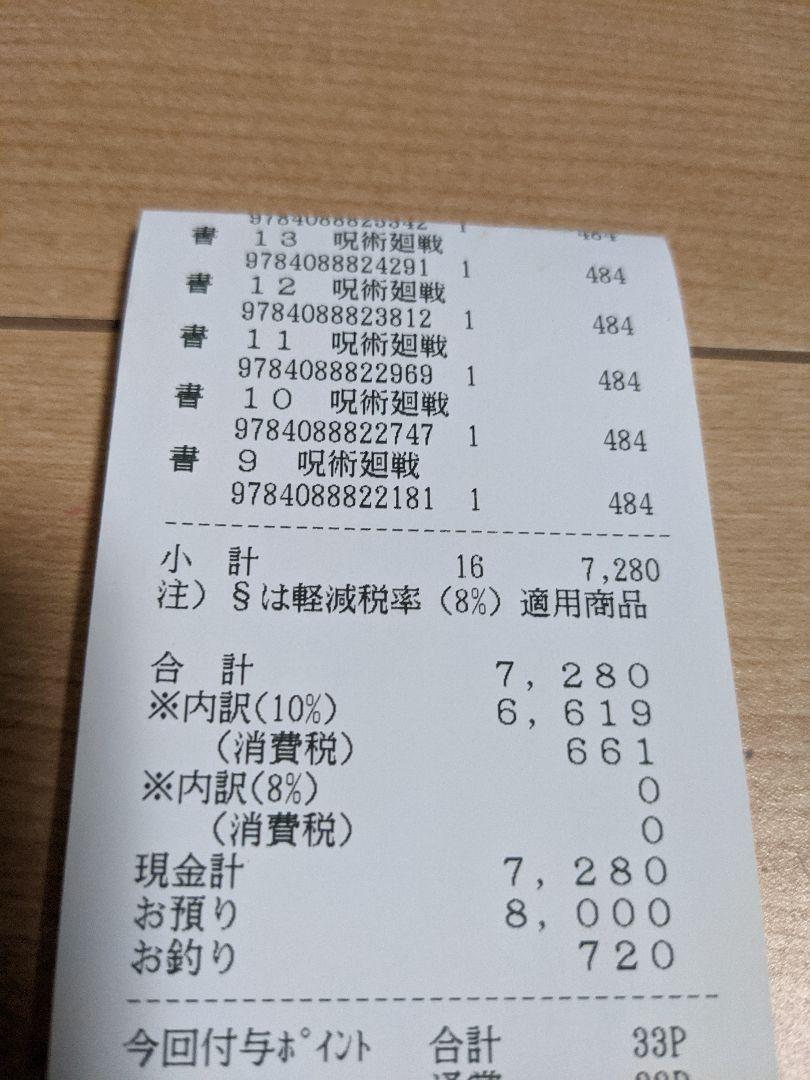 書 13 呪術廻戦
9784088824291 1 484
書 12 呪術廻戦
9784088823812 1 484
書 11 呪術廻戦
9784088822969 1 484
書 10 呪術廻戦
9784088822747 1 484
書 9 呪術廻戦
9784088822181 1 484
小 計 16 7,280
注) §は軽減税率(8%)適用商品
合 計 7,280
※内訳(10%) 6,619
(消費税) 661
※内訳(8%) 0
(消費税) 0
現金計 7,280
お預り 8,000
お釣り 720
今回付与ポイント 合計 33P